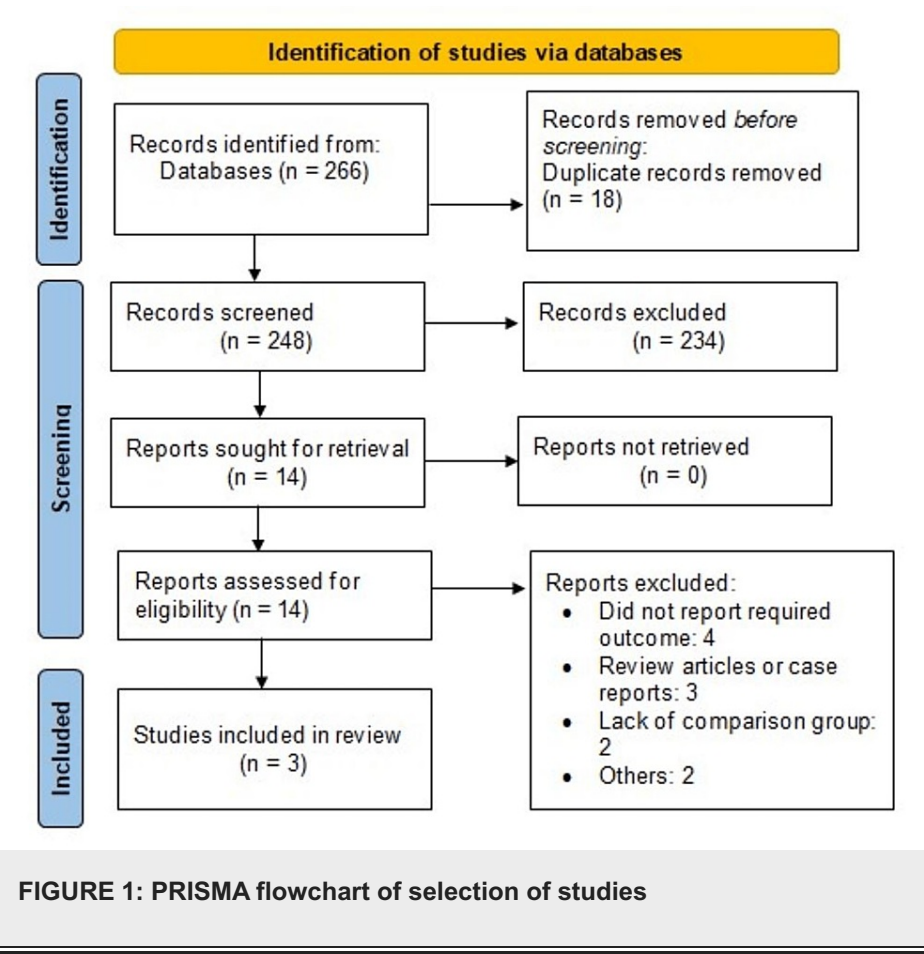 Identification of studies via databases
Identification
Records identified from:
Databases (n = 266)
Records removed before
screening:
Duplicate records removed
(n = 18)
Screening
Records screened
(n = 248)
Records excluded
(n = 234)
Reports sought for retrieval
(n = 14)
Reports not retrieved
(n = 0)
Reports assessed for
eligibility (n = 14)
Reports excluded:
• Did not report required
outcome: 4
• Review articles or case
reports: 3
• Lack of comparison group:
2
• Others: 2
Included
Studies included in review
(n = 3)
FIGURE 1: PRISMA flowchart of selection of studies